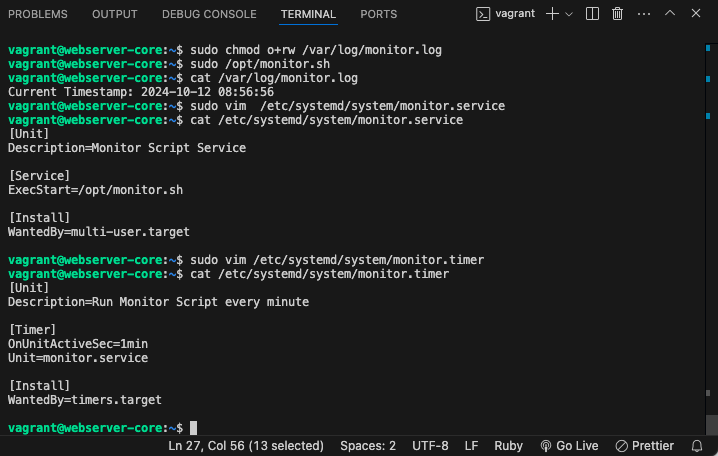 PROBLEMS OUTPUT DEBUG CONSOLE TERMINAL PORTS vagrant
vagrant@webserver-core:~$ sudo chmod o+rw /var/log/monitor.log
vagrant@webserver-core:~$ sudo /opt/monitor.sh
vagrant@webserver-core:~$ cat /var/log/monitor.log
Current Timestamp: 2024-10-12 08:56:56
vagrant@webserver-core:~$ sudo vim  /etc/systemd/system/monitor.service
vagrant@webserver-core:~$ cat /etc/systemd/system/monitor.service
[Unit]
Description=Monitor Script Service
[Service]
ExecStart=/opt/monitor.sh
[Install]
WantedBy=multi-user.target
vagrant@webserver-core:~$ sudo vim /etc/systemd/system/monitor.timer
vagrant@webserver-core:~$ cat /etc/systemd/system/monitor.timer
[Unit]
Description=Run Monitor Script every minute
[Timer]
OnUnitActiveSec=1min
Unit=monitor.service
[Install]
WantedBy=timers.target
vagrant@webserver-core:~$
Ln 27, Col 56 (13 selected) Spaces: 2 UTF-8 LF Ruby Go Live Prettier